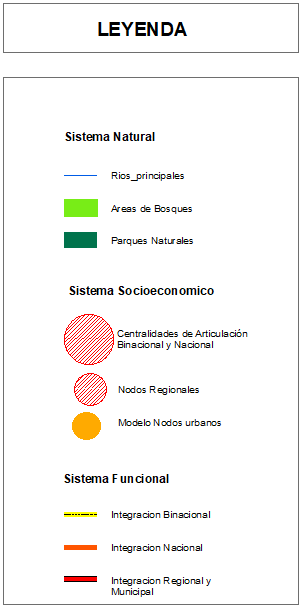 LEYENDA
Sistema Natural
Rios_principales
Areas de Bosques
Parques Naturales
Sistema Socioeconomico
Centralidades de Articulación
Binacional y Nacional
Nodos Regionales
Modelo Nodos urbanos
Sistema Funcional
Integracion Binacional
Integracion Nacional
Integracion Regional y
Municipal